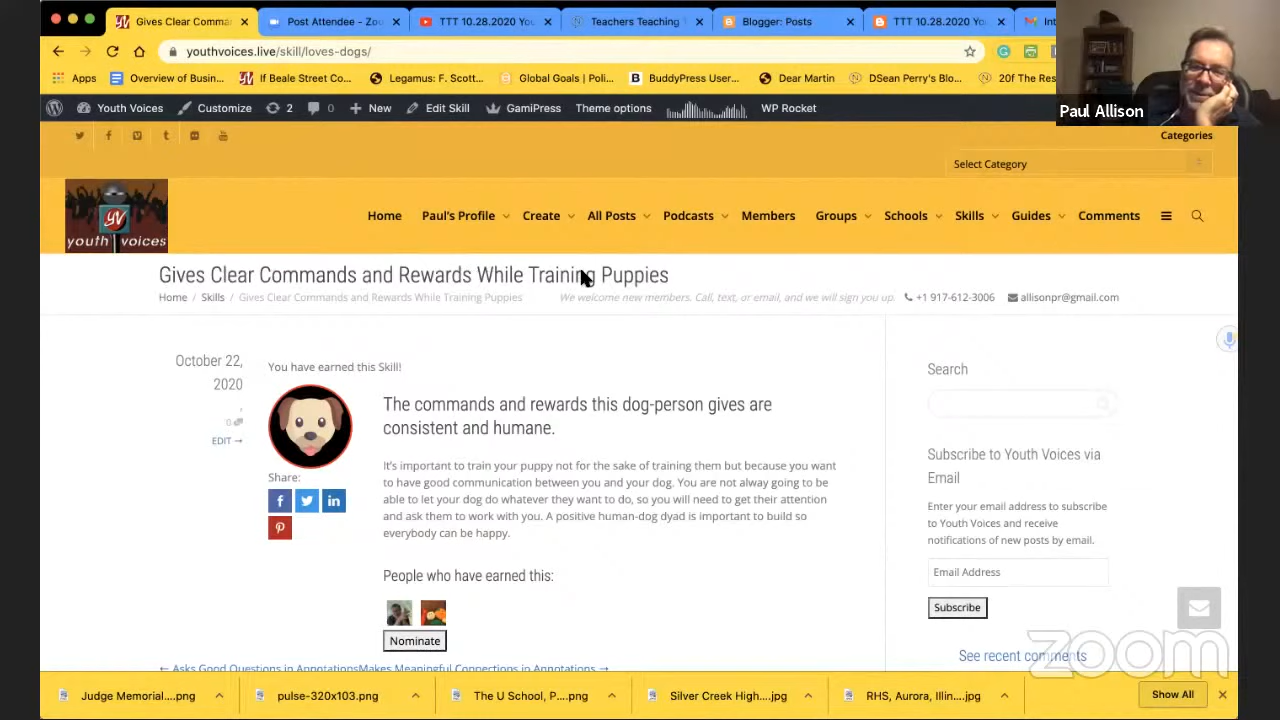 Gives Clear Comma
Post Attendee - Zo
TTT 10.28.2020 Yo
Teachers Teaching
Blogger: Posts
TTT 10.28.2020 Yo
Int
youthvoices.live/skill/loves-dogs/
Apps
Overview of Busin...
If Beale Street Co...
Legamus: F. Scott...
Global Goals | Poli...
BuddyPress User...
Dear Martin
DSean Perry's Blo...
20f The Res
Paul Allison
Youth Voices
Customize
2
0
New
Edit Skill
GamiPress
Theme options
WP Rocket
Categories
Select Category
YV
youth voices
Home
Paul's Profile
Create
All Posts
Podcasts
Members
Groups
Schools
Skills
Guides
Comments
Gives Clear Commands and Rewards While Training Puppies
Home / Skills / Gives Clear Commands and Rewards While Training Puppies
We welcome new members. Call, text, or email, and we will sign you up.
+1 917-612-3006
allisonpr@gmail.com
October 22,
2020
0
EDIT →
You have earned this Skill!
Share:
The commands and rewards this dog-person gives are
consistent and humane.
It's important to train your puppy not for the sake of training them but because you want
to have good communication between you and your dog. You are not alway going to be
able to let your dog do whatever they want to do, so you will need to get their attention
and ask them to work with you. A positive human-dog dyad is important to build so
everybody can be happy.
People who have earned this:
Nominate
← Asks Good Questions in AnnotationsMakes Meaningful Connections in Annotations →
Search
Subscribe to Youth Voices via
Email
Enter your email address to subscribe
to Youth Voices and receive
notifications of new posts by email.
Email Address
Subscribe
See recent comments
zoom
Judge Memorial....png
pulse-320x103.png
The U School, P....png
Silver Creek High....jpg
RHS, Aurora, Illin....jpg
Show All